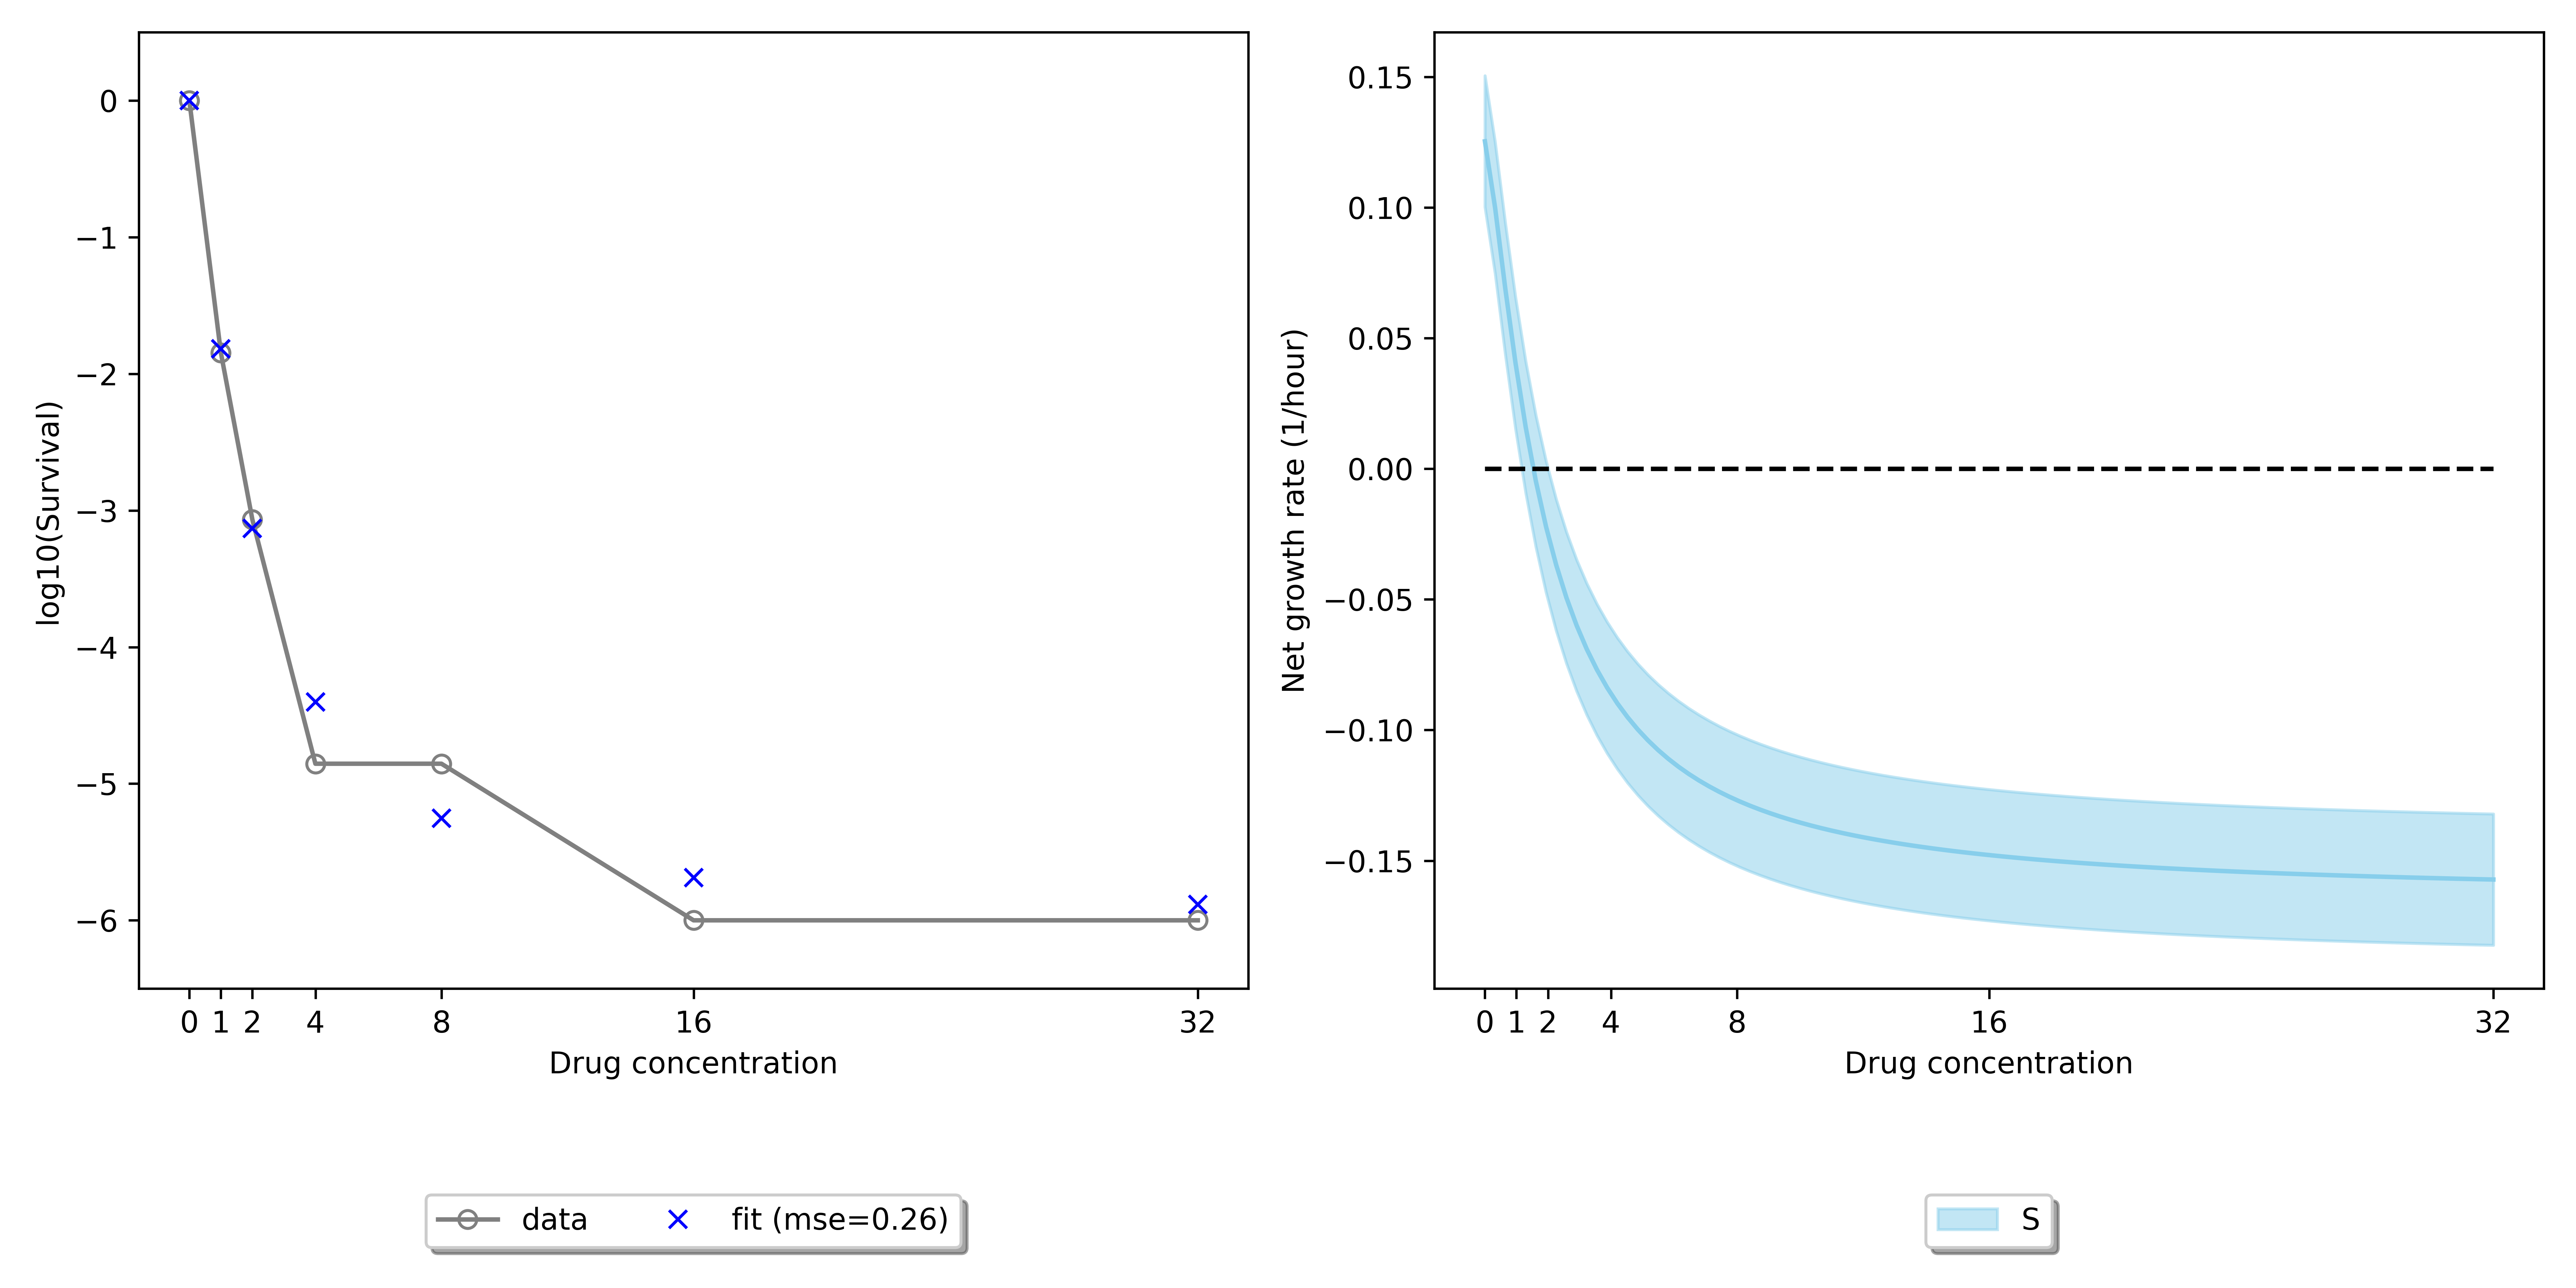 0
−1
−2
−3
−4
−5
−6
log10(Survival)
0 1 2 4 8 16 32
Drug concentration
data fit (mse=0.26)
0.15
0.10
0.05
0.00
−0.05
−0.10
−0.15
Net growth rate (1/hour)
0 1 2 4 8 16 32
Drug concentration
S